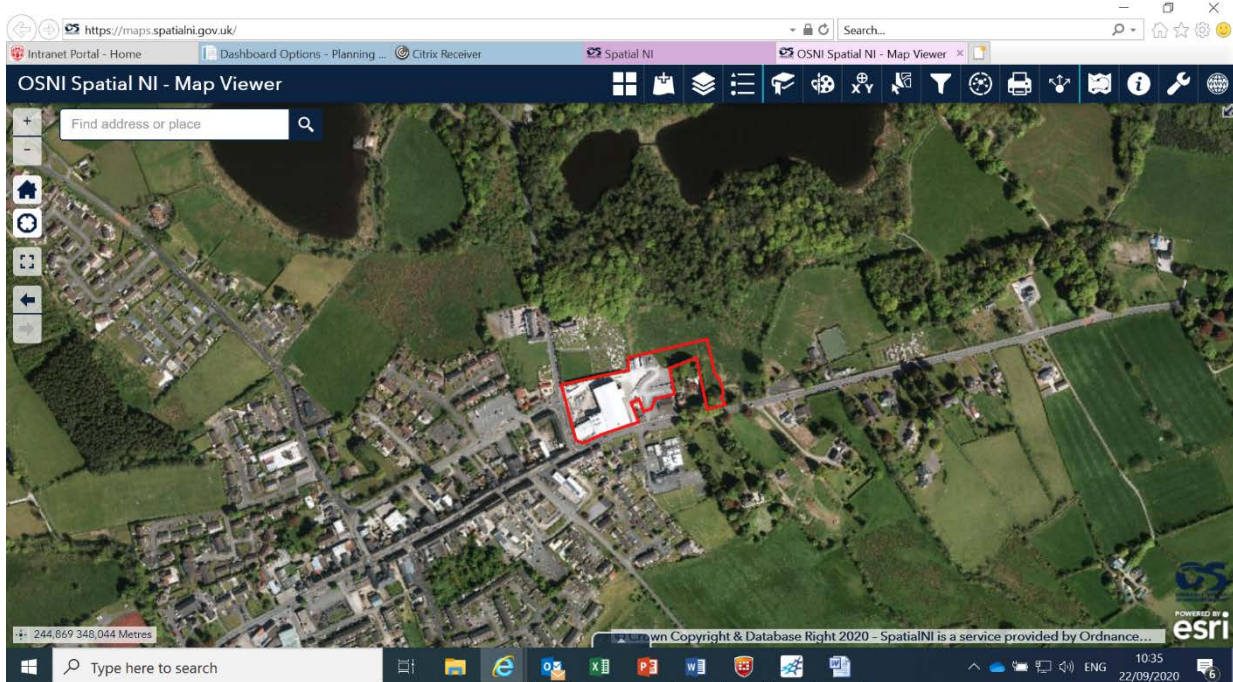 https://maps.spatialni.gov.uk/
Search...
Intranet Portal - Home
Dashboard Options - Planning ...
Citrix Receiver
Spatial NI
OSNI Spatial NI - Map Viewer
OSNI Spatial NI - Map Viewer
X Y
Find address or place
OS
POWERED BY
esri
244,869 348,044 Metres
Crown Copyright & Database Right 2020 - SpatialNI is a service provided by Ordnance...
Type here to search
ENG
10:35
22/09/2020
6